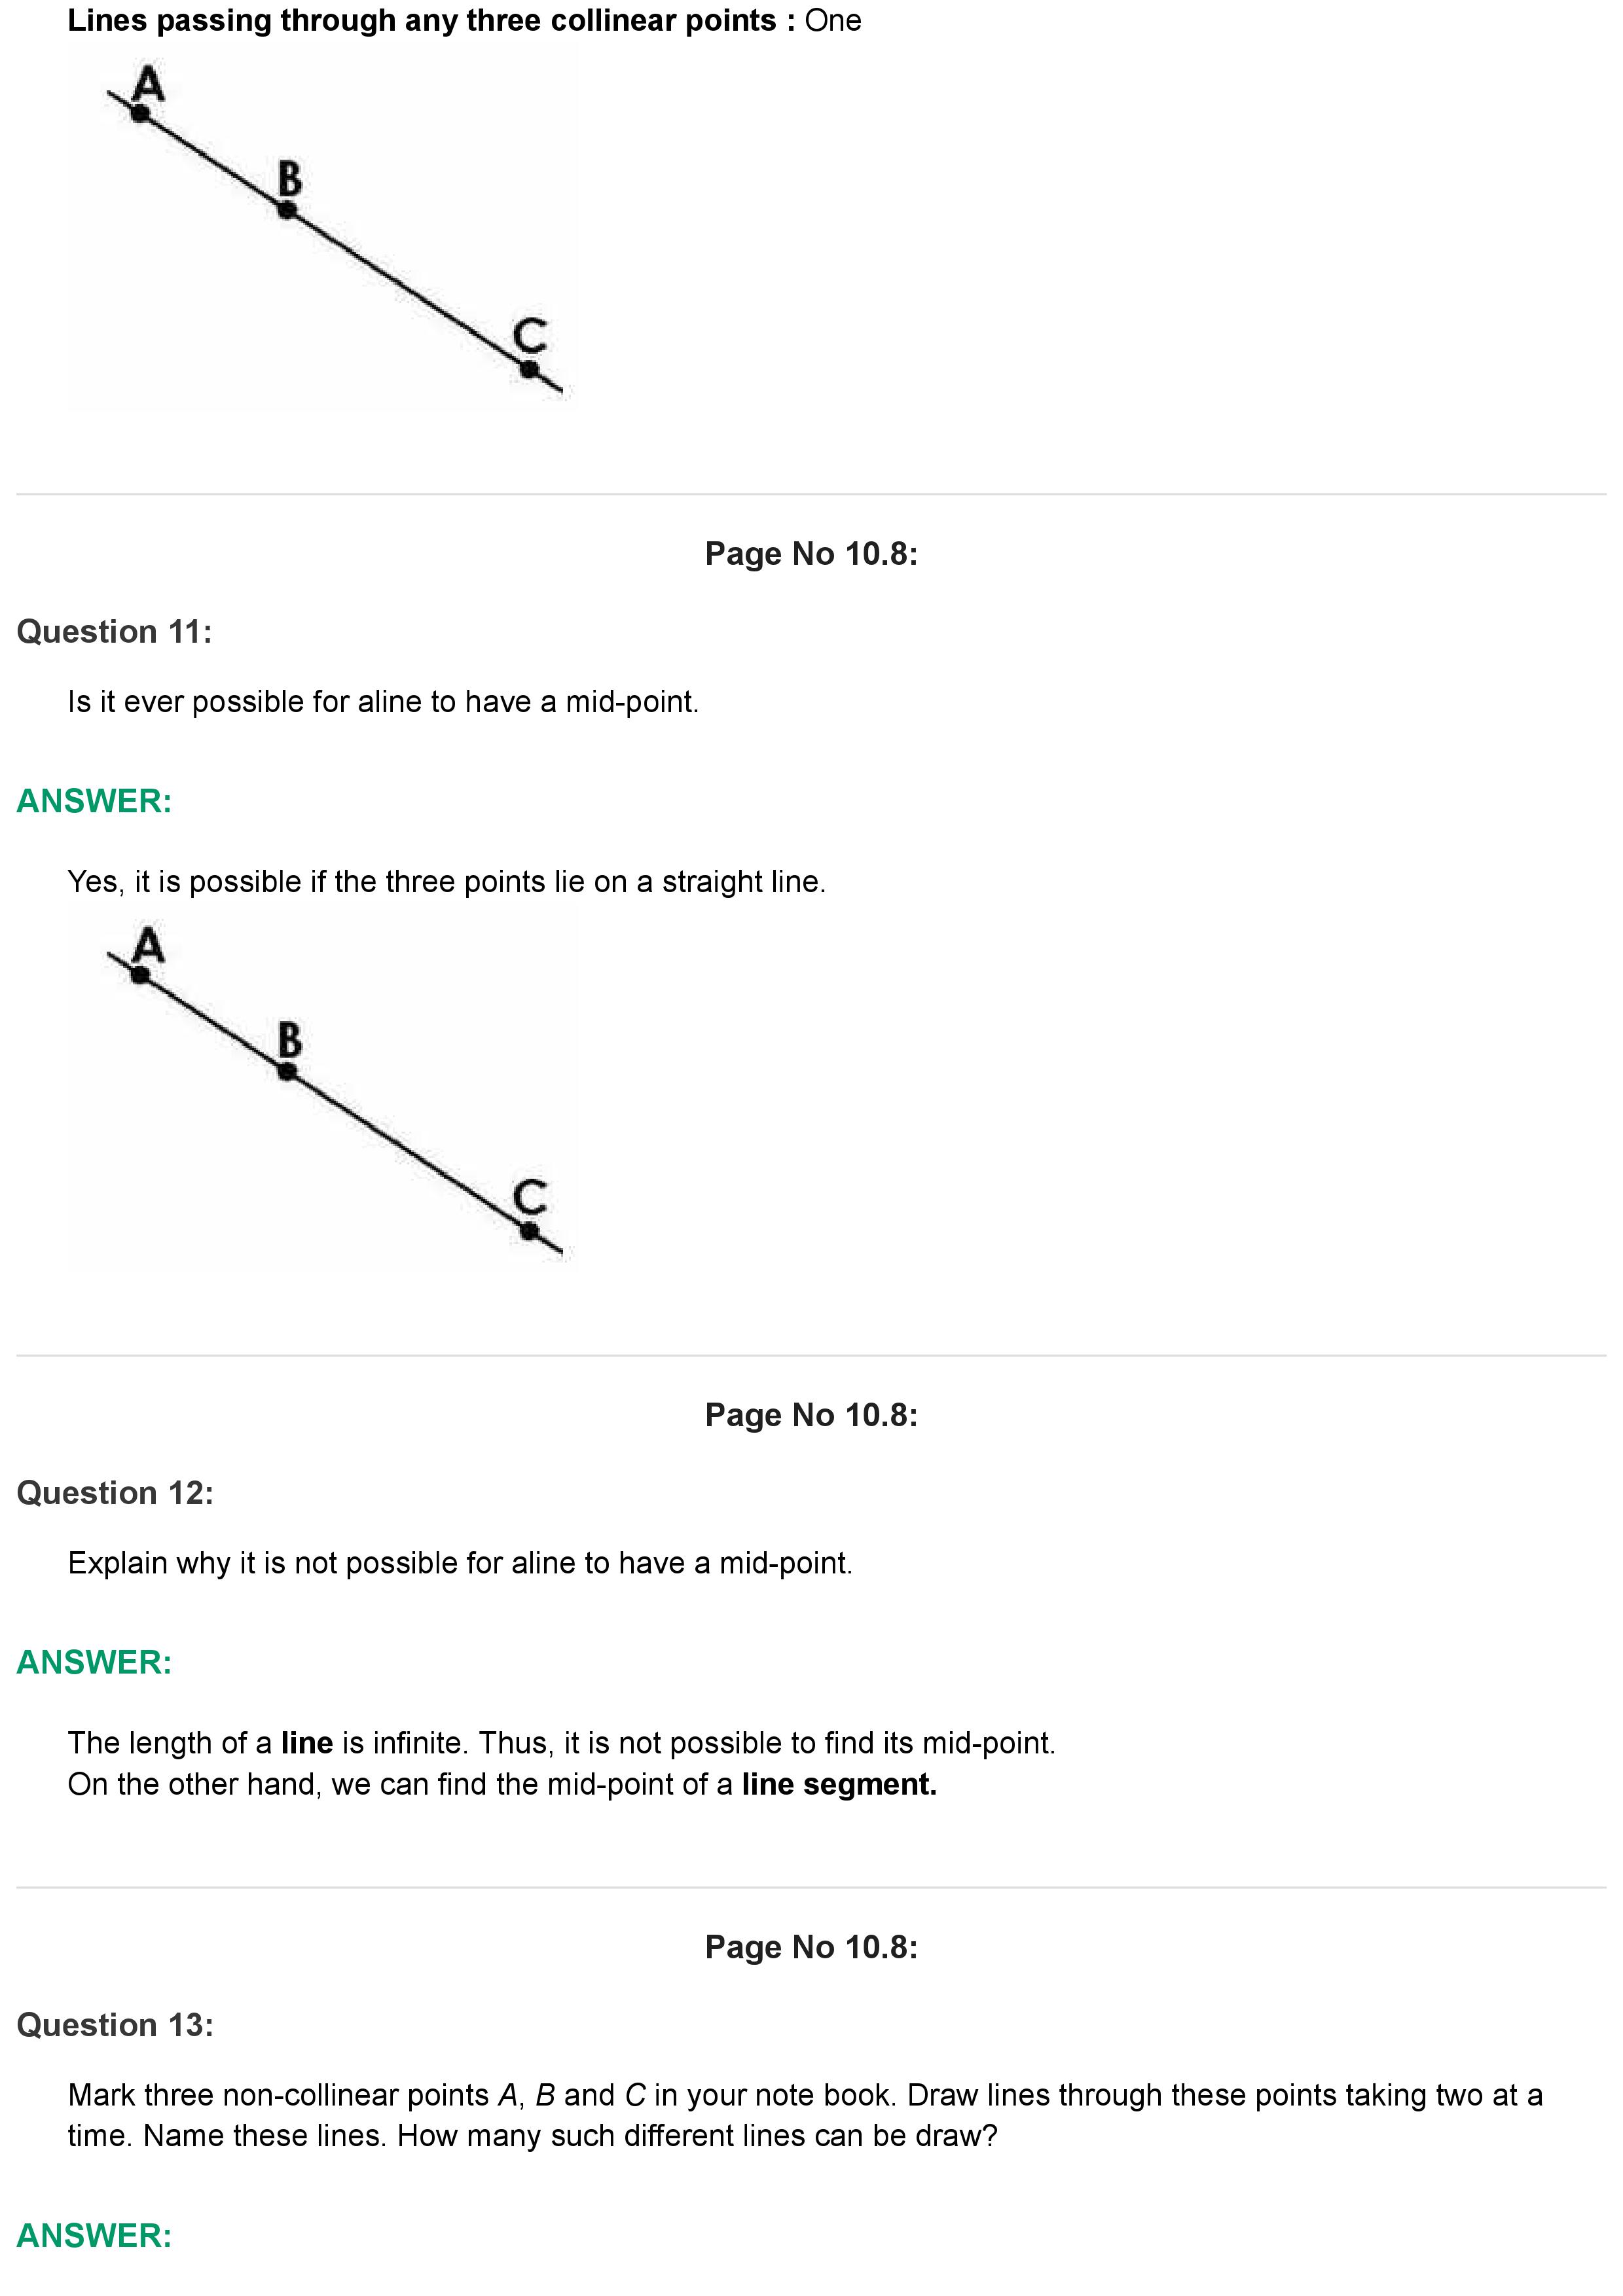 Lines passing through any three collinear points : One
A
B
C
Page No 10.8:
Question 11:
Is it ever possible for aline to have a mid-point.
ANSWER:
Yes, it is possible if the three points lie on a straight line.
A
B
C
Page No 10.8:
Question 12:
Explain why it is not possible for aline to have a mid-point.
ANSWER:
The length of a line is infinite. Thus, it is not possible to find its mid-point.
On the other hand, we can find the mid-point of a line segment.
Page No 10.8:
Question 13:
Mark three non-collinear points A, B and C in your note book. Draw lines through these points taking two at a
time. Name these lines. How many such different lines can be draw?
ANSWER: